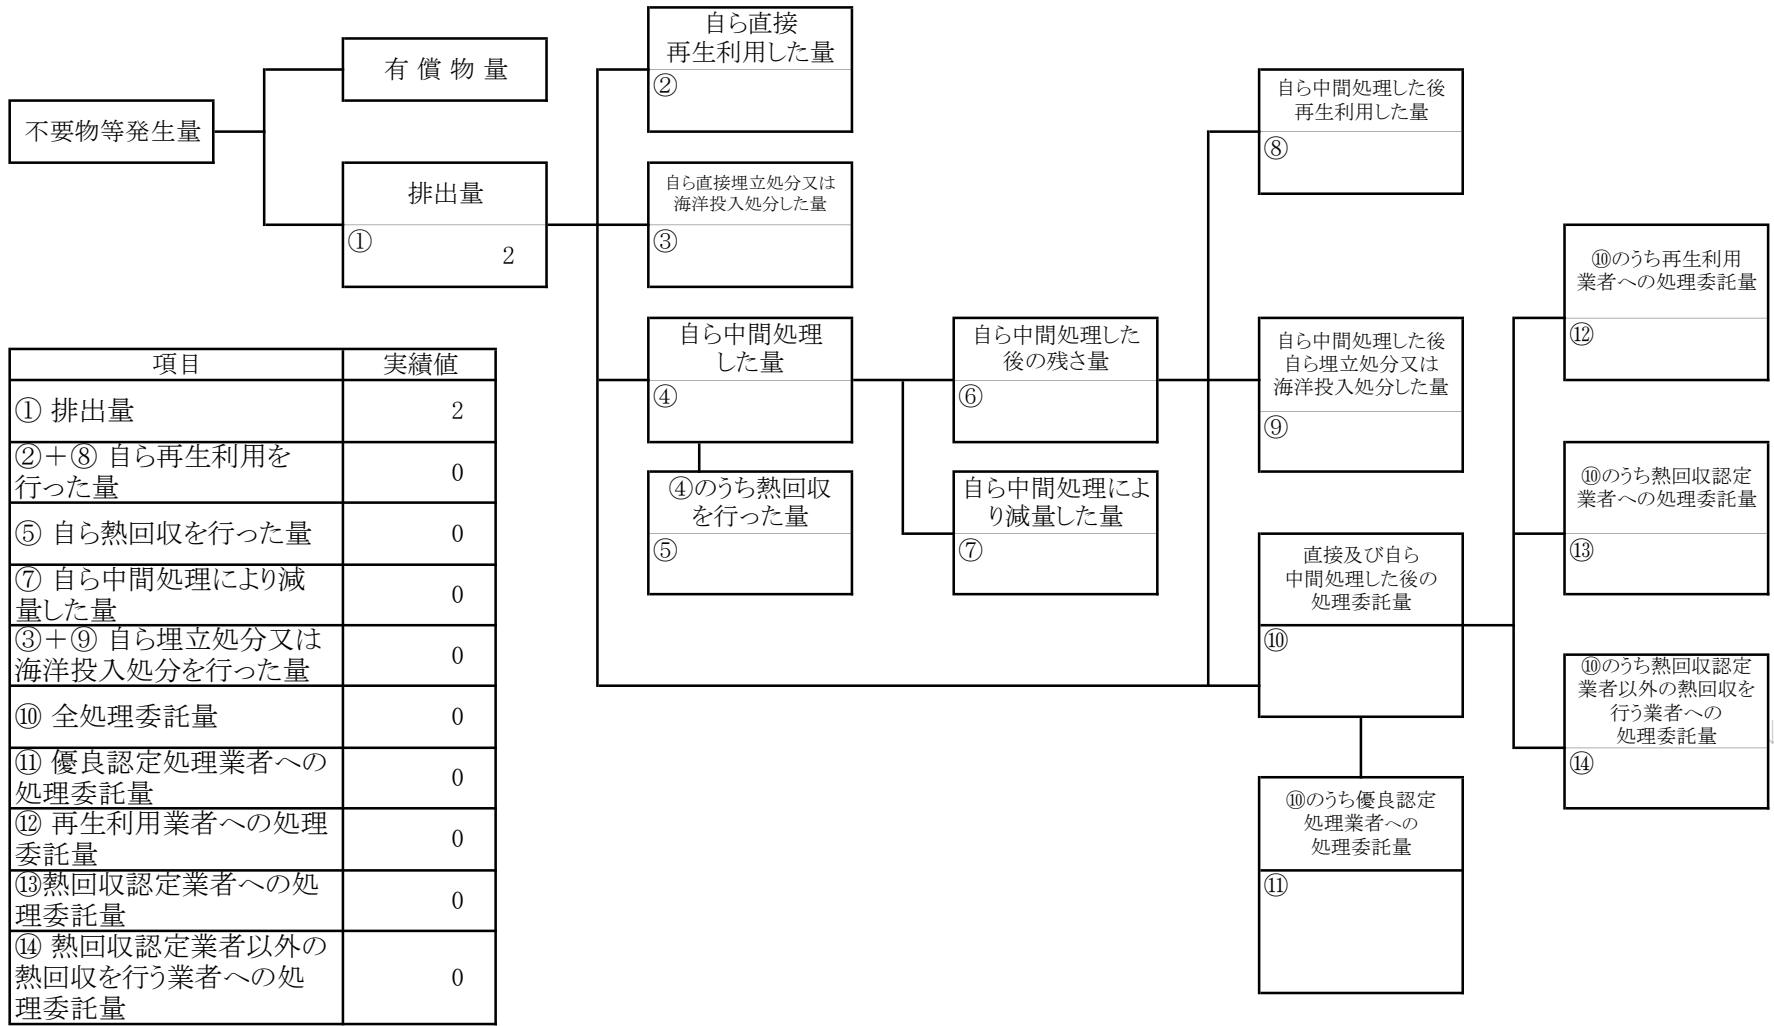 不要物等発生量
有 償 物 量
排出量
①
2
自ら直接
再生利用した量
②
自ら直接埋立処分又は
海洋投入処分した量
③
自ら中間処理
した量
④
④のうち熱回収
を行った量
⑤
自ら中間処理した
後の残さ量
⑥
自ら中間処理によ
り減量した量
⑦
自ら中間処理した後
再生利用した量
⑧
自ら中間処理した後
自ら埋立処分又は
海洋投入処分した量
⑨
直接及び自ら
中間処理した後の
処理委託量
⑩
⑩のうち優良認定
処理業者への
処理委託量
⑪
⑩のうち再生利用
業者への処理委託量
⑫
⑩のうち熱回収認定
業者への処理委託量
⑬
⑩のうち熱回収認定
業者以外の熱回収を
行う業者への
処理委託量
⑭
項目 実績値
① 排出量 2
②＋⑧ 自ら再生利用を
行った量 0
⑤ 自ら熱回収を行った量 0
⑦ 自ら中間処理により減
量した量 0
③＋⑨ 自ら埋立処分又は
海洋投入処分を行った量 0
⑩ 全処理委託量 0
⑪ 優良認定処理業者への
処理委託量 0
⑫ 再生利用業者への処理
委託量 0
⑬熱回収認定業者への処
理委託量 0
⑭ 熱回収認定業者以外の
熱回収を行う業者への処 0
理委託量